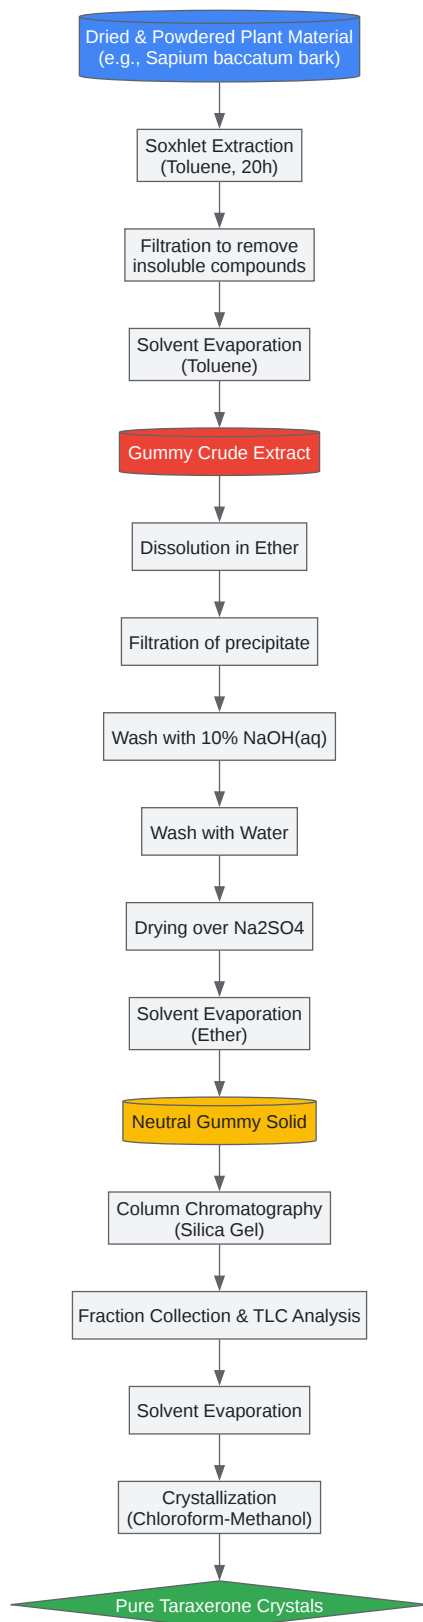 Dried & Powdered Plant Material
(e.g., Sapium baccatum bark)
Soxhlet Extraction
(Toluene, 20h)
Filtration to remove
insoluble compounds
Solvent Evaporation
(Toluene)
Gummy Crude Extract
Dissolution in Ether
Filtration of precipitate
Wash with 10% NaOH(aq)
Wash with Water
Drying over Na2SO4
Solvent Evaporation
(Ether)
Neutral Gummy Solid
Column Chromatography
(Silica Gel)
Fraction Collection & TLC Analysis
Solvent Evaporation
Crystallization
(Chloroform-Methanol)
Pure Taraxerone Crystals